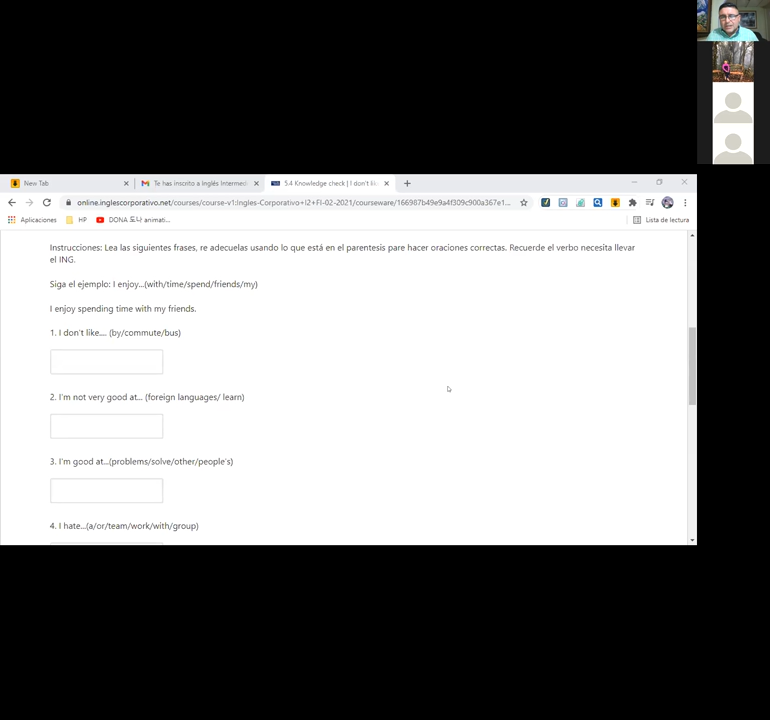 New Tab
Te has inscrito a Inglés Intermed
5.4 Knowledge check | I don't lik
online.inglescorporativo.net/courses/course-v1:Ingles-Corporativo+I2+FI-02-2021/courseware/166987b49e9a4f309c900a367e1...
Aplicaciones
HP
DONA 도나 animati...
Lista de lectura
Instrucciones: Lea las siguientes frases, re adecuelas usando lo que está en el parentesis pare hacer oraciones correctas. Recuerde el verbo necesita llevar
el ING.
Siga el ejemplo: I enjoy...(with/time/spend/friends/my)
I enjoy spending time with my friends.
1. I don't like.... (by/commute/bus)
2. I'm not very good at... (foreign languages/ learn)
3. I'm good at...(problems/solve/other/people's)
4. I hate...(a/or/team/work/with/group)